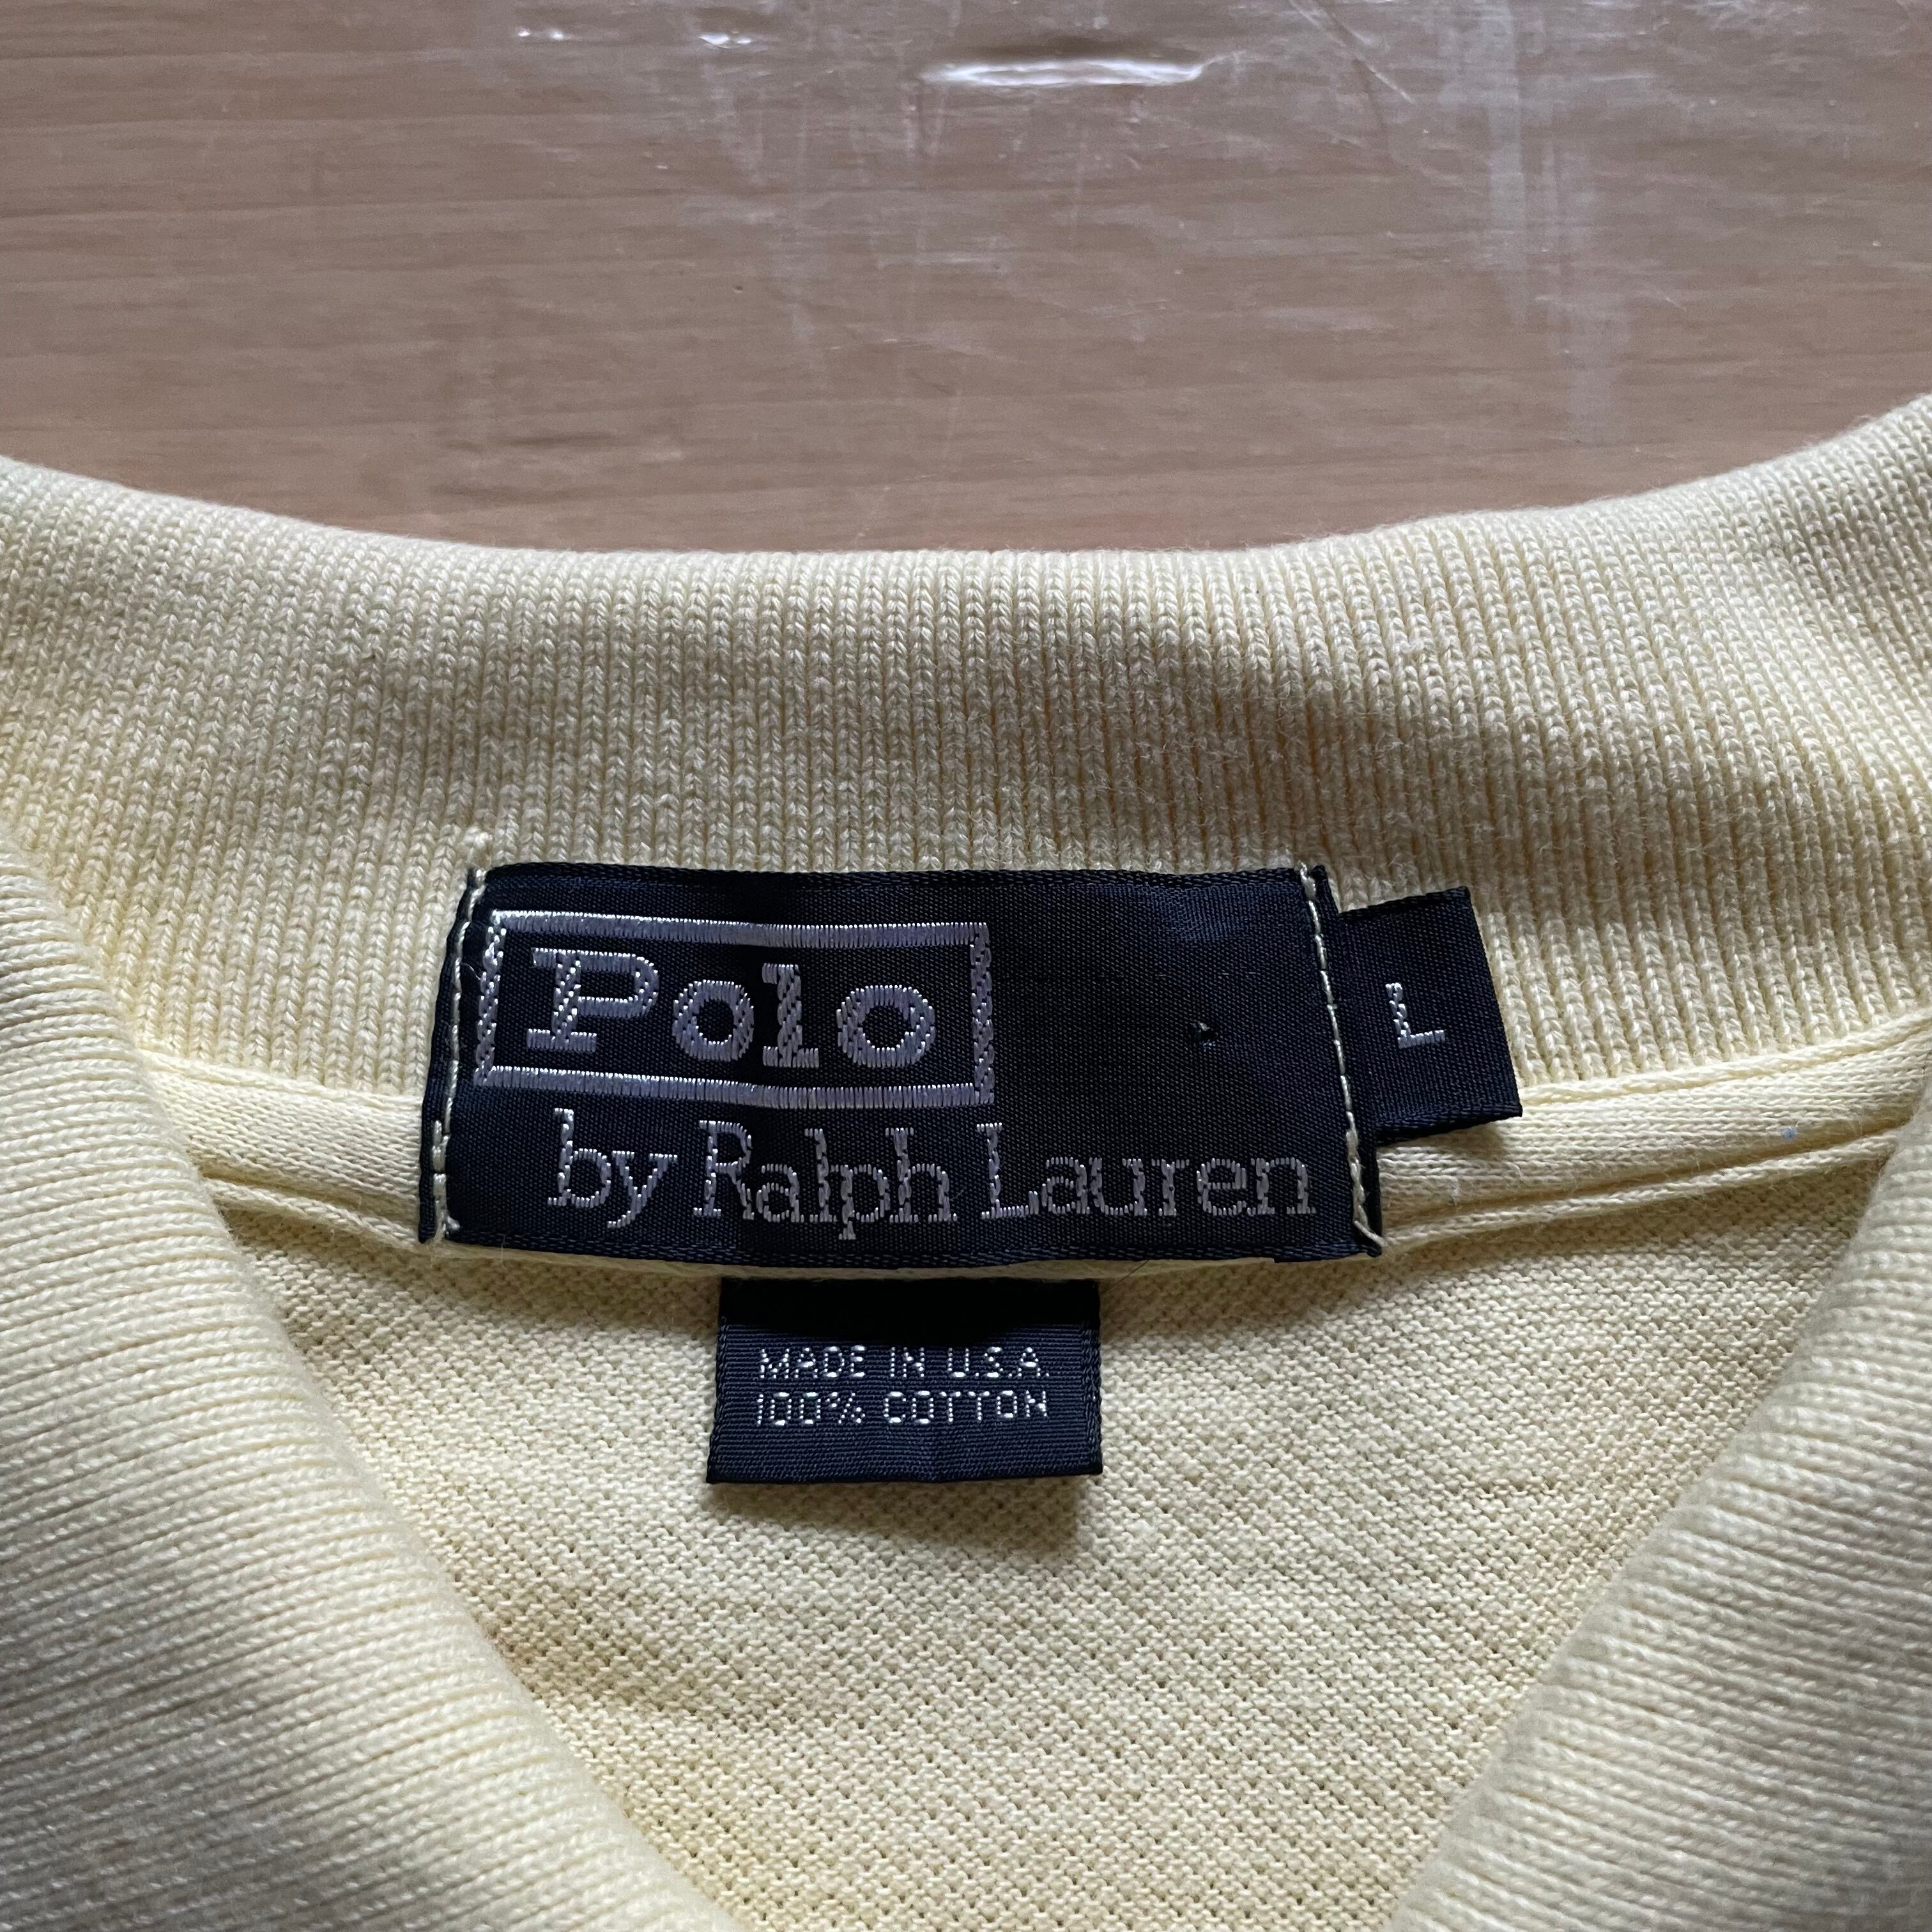 Polo
by Ralph Lauren
L
MADE IN U.S.A.
100% COTTON